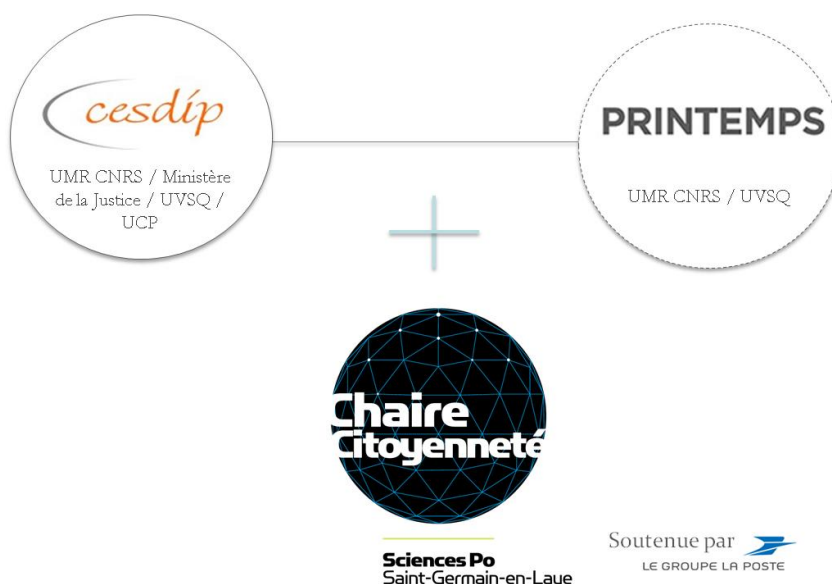 cesdip
UMR CNRS / Ministère
de la Justice / UVSQ /
UCP
PRINTEMPS
UMR CNRS / UVSQ
Chaire
Citoyenneté
Sciences Po
Saint-Germain-en-Laye
Soutenue par
LE GROUPE LA POSTE